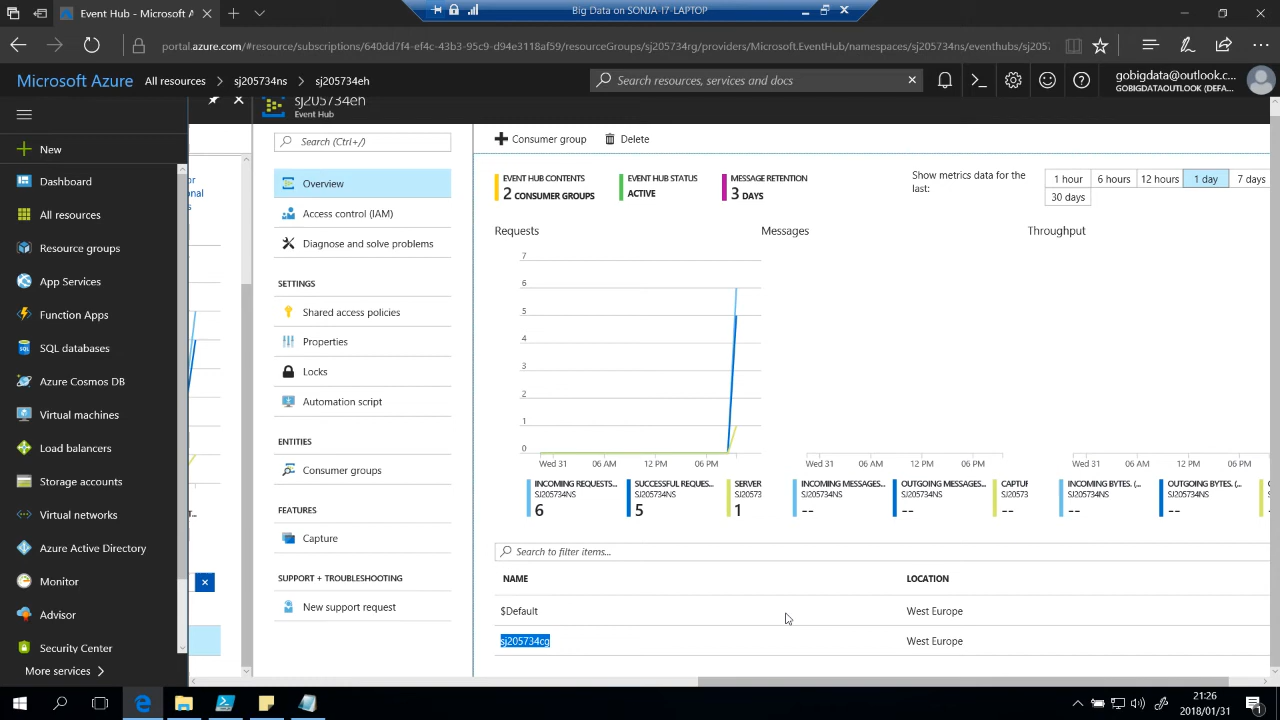 Event Hub - Microsoft A
Big Data on SONJA-I7-LAPTOP
portal.azure.com/#resource/subscriptions/640dd7f4-ef4c-43b3-95c9-d94e3118af59/resourceGroups/sj205734rg/providers/Microsoft.EventHub/namespaces/sj205734ns/eventhubs/sj205
Microsoft Azure
All resources
sj205734ns
sj205734eh
Search resources, services and docs
gobigdata@outlook.c...
GOBIGDATAOUTLOOK (DEFA...
New
Dashboard
All resources
Resource groups
App Services
Function Apps
SQL databases
Azure Cosmos DB
Virtual machines
Load balancers
Storage accounts
Virtual networks
Azure Active Directory
Monitor
Advisor
Security Center
More services
sj205734eh
Event Hub
Search (Ctrl+/)
Overview
Access control (IAM)
Diagnose and solve problems
SETTINGS
Shared access policies
Properties
Locks
Automation script
ENTITIES
Consumer groups
FEATURES
Capture
SUPPORT + TROUBLESHOOTING
New support request
Consumer group
Delete
EVENT HUB CONTENTS
2 CONSUMER GROUPS
EVENT HUB STATUS
ACTIVE
MESSAGE RETENTION
3 DAYS
Show metrics data for the
last:
1 hour
6 hours
12 hours
1 day
7 days
30 days
Requests
7
6
5
4
3
2
1
0
Wed 31
06 AM
12 PM
06 PM
INCOMING REQUESTS...
SJ205734NS
6
SUCCESSFUL REQUES...
SJ205734NS
5
SERVER
SJ20573
1
Messages
Wed 31
06 AM
12 PM
06 PM
INCOMING MESSAGES...
SJ205734NS
--
OUTGOING MESSAGES...
SJ205734NS
--
CAPTUR
SJ20573
--
Throughput
Wed 31
06 AM
12 PM
06 PM
INCOMING BYTES. (...
SJ205734NS
--
OUTGOING BYTES. (...
SJ205734NS
--
Search to filter items...
NAME
LOCATION
$Default
West Europe
sj205734cg
West Europe
21:26
2018/01/31